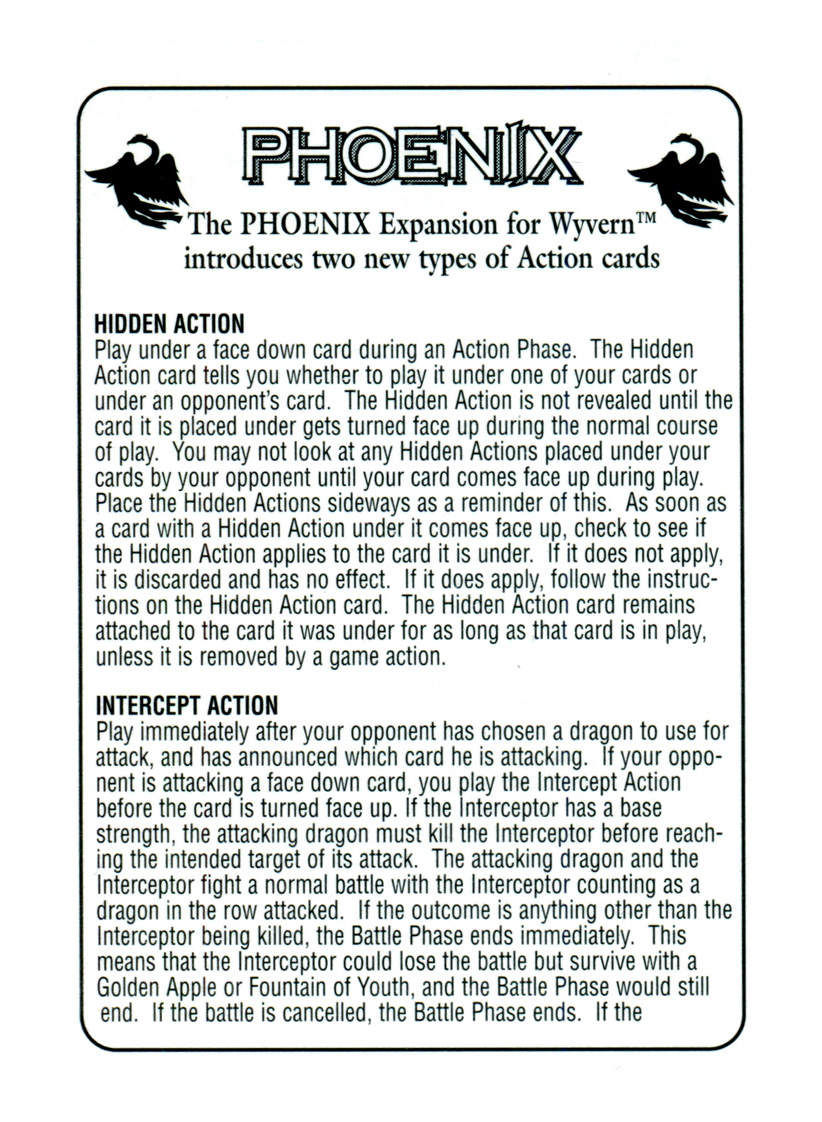 PHOENIX
The PHOENIX Expansion for Wyvern™
introduces two new types of Action cards
HIDDEN ACTION
Play under a face down card during an Action Phase.  The Hidden
Action card tells you whether to play it under one of your cards or
under an opponent's card.  The Hidden Action is not revealed until the
card it is placed under gets turned face up during the normal course
of play.  You may not look at any Hidden Actions placed under your
cards by your opponent until your card comes face up during play.
Place the Hidden Actions sideways as a reminder of this.  As soon as
a card with a Hidden Action under it comes face up, check to see if
the Hidden Action applies to the card it is under.  If it does not apply,
it is discarded and has no effect.  If it does apply, follow the instruc-
tions on the Hidden Action card.  The Hidden Action card remains
attached to the card it was under for as long as that card is in play,
unless it is removed by a game action.
INTERCEPT ACTION
Play immediately after your opponent has chosen a dragon to use for
attack, and has announced which card he is attacking.  If your oppo-
nent is attacking a face down card, you play the Intercept Action
before the card is turned face up. If the Interceptor has a base
strength, the attacking dragon must kill the Interceptor before reach-
ing the intended target of its attack.  The attacking dragon and the
Interceptor fight a normal battle with the Interceptor counting as a
dragon in the row attacked.  If the outcome is anything other than the
Interceptor being killed, the Battle Phase ends immediately.  This
means that the Interceptor could lose the battle but survive with a
Golden Apple or Fountain of Youth, and the Battle Phase would still
end.  If the battle is cancelled, the Battle Phase ends.  If the